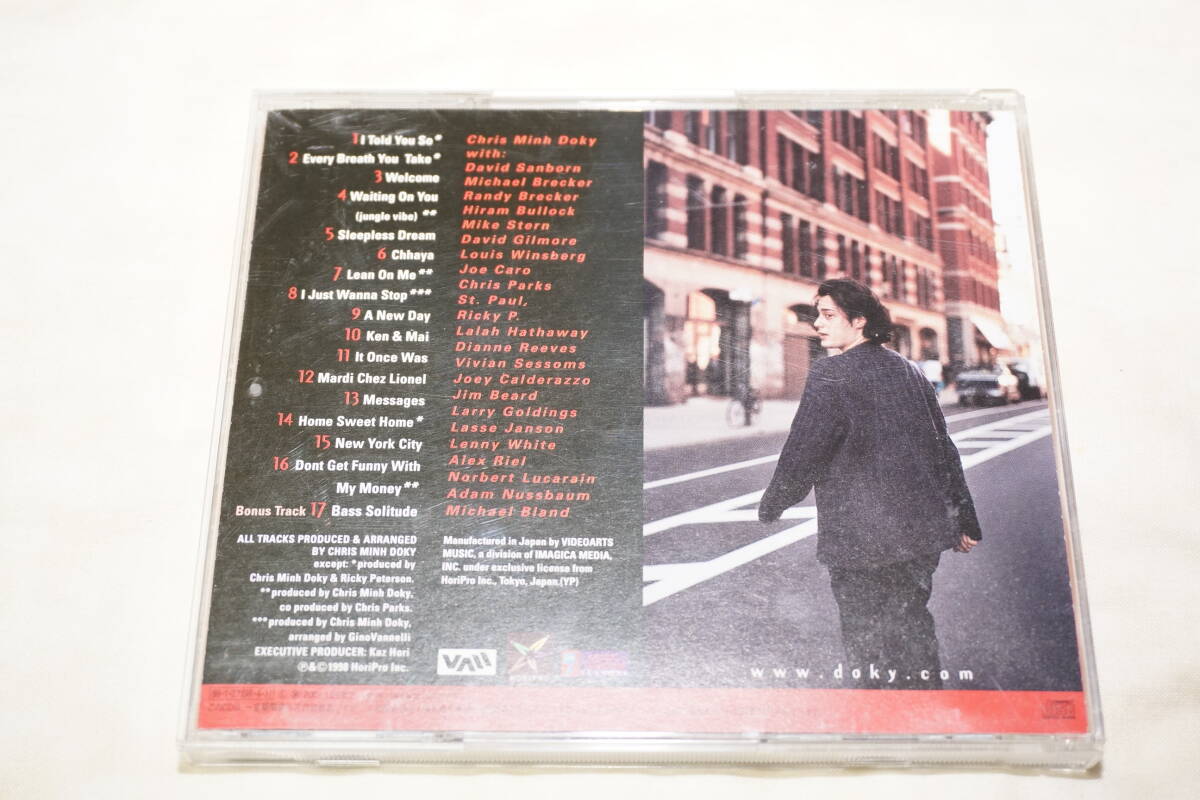 1 I Told You So*
2 Every Breath You Take*
3 Welcome
4 Waiting On You
(jungle vibe) **
5 Sleepless Dream
6 Chhaya
7 Lean On Me**
8 I Just Wanna Stop***
9 A New Day
10 Ken & Mai
11 It Once Was
12 Mardi Chez Lionel
13 Messages
14 Home Sweet Home*
15 New York City
16 Dont Get Funny With
My Money**
Bonus Track 17 Bass Solitude
Chris Minh Doky
with:
David Sanborn
Michael Brecker
Randy Brecker
Hiram Bullock
Mike Stern
David Gilmore
Louis Winsberg
Joe Caro
Chris Parks
St. Paul,
Ricky P.
Lalah Hathaway
Dianne Reeves
Vivian Sessoms
Joey Calderazzo
Jim Beard
Larry Goldings
Lasse Janson
Lenny White
Alex Riel
Norbert Lucarain
Adam Nussbaum
Michael Bland
ALL TRACKS PRODUCED & ARRANGED
BY CHRIS MINH DOKY
except: *produced by
Chris Minh Doky & Ricky Peterson.
**produced by Chris Minh Doky,
co produced by Chris Parks.
***produced by Chris Minh Doky,
arranged by GinoVannelli
EXECUTIVE PRODUCER: Kaz Hori
℗&©1998 HoriPro Inc.
Manufactured in Japan by VIDEOARTS
MUSIC, a division of IMAGICA MEDIA,
INC. under exclusive license from
HoriPro Inc., Tokyo, Japan.(YP)
VAII
HORIPRO
www.doky.com